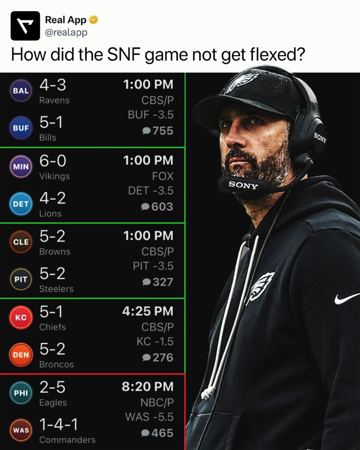 Real App
@realapp
How did the SNF game not get flexed?
BAL 4-3 1:00 PM
Ravens CBS/P
BUF 5-1 BUF -3.5
Bills 755
MIN 6-0 1:00 PM
Vikings FOX
DET 4-2 DET -3.5
Lions 603
CLE 5-2 1:00 PM
Browns CBS/P
PIT 5-2 PIT -3.5
Steelers 327
KC 5-1 4:25 PM
Chiefs CBS/P
DEN 5-2 KC -1.5
Broncos 276
PHI 2-5 8:20 PM
Eagles NBC/P
WAS 1-4-1 WAS -5.5
Commanders 465
SONY
SONY